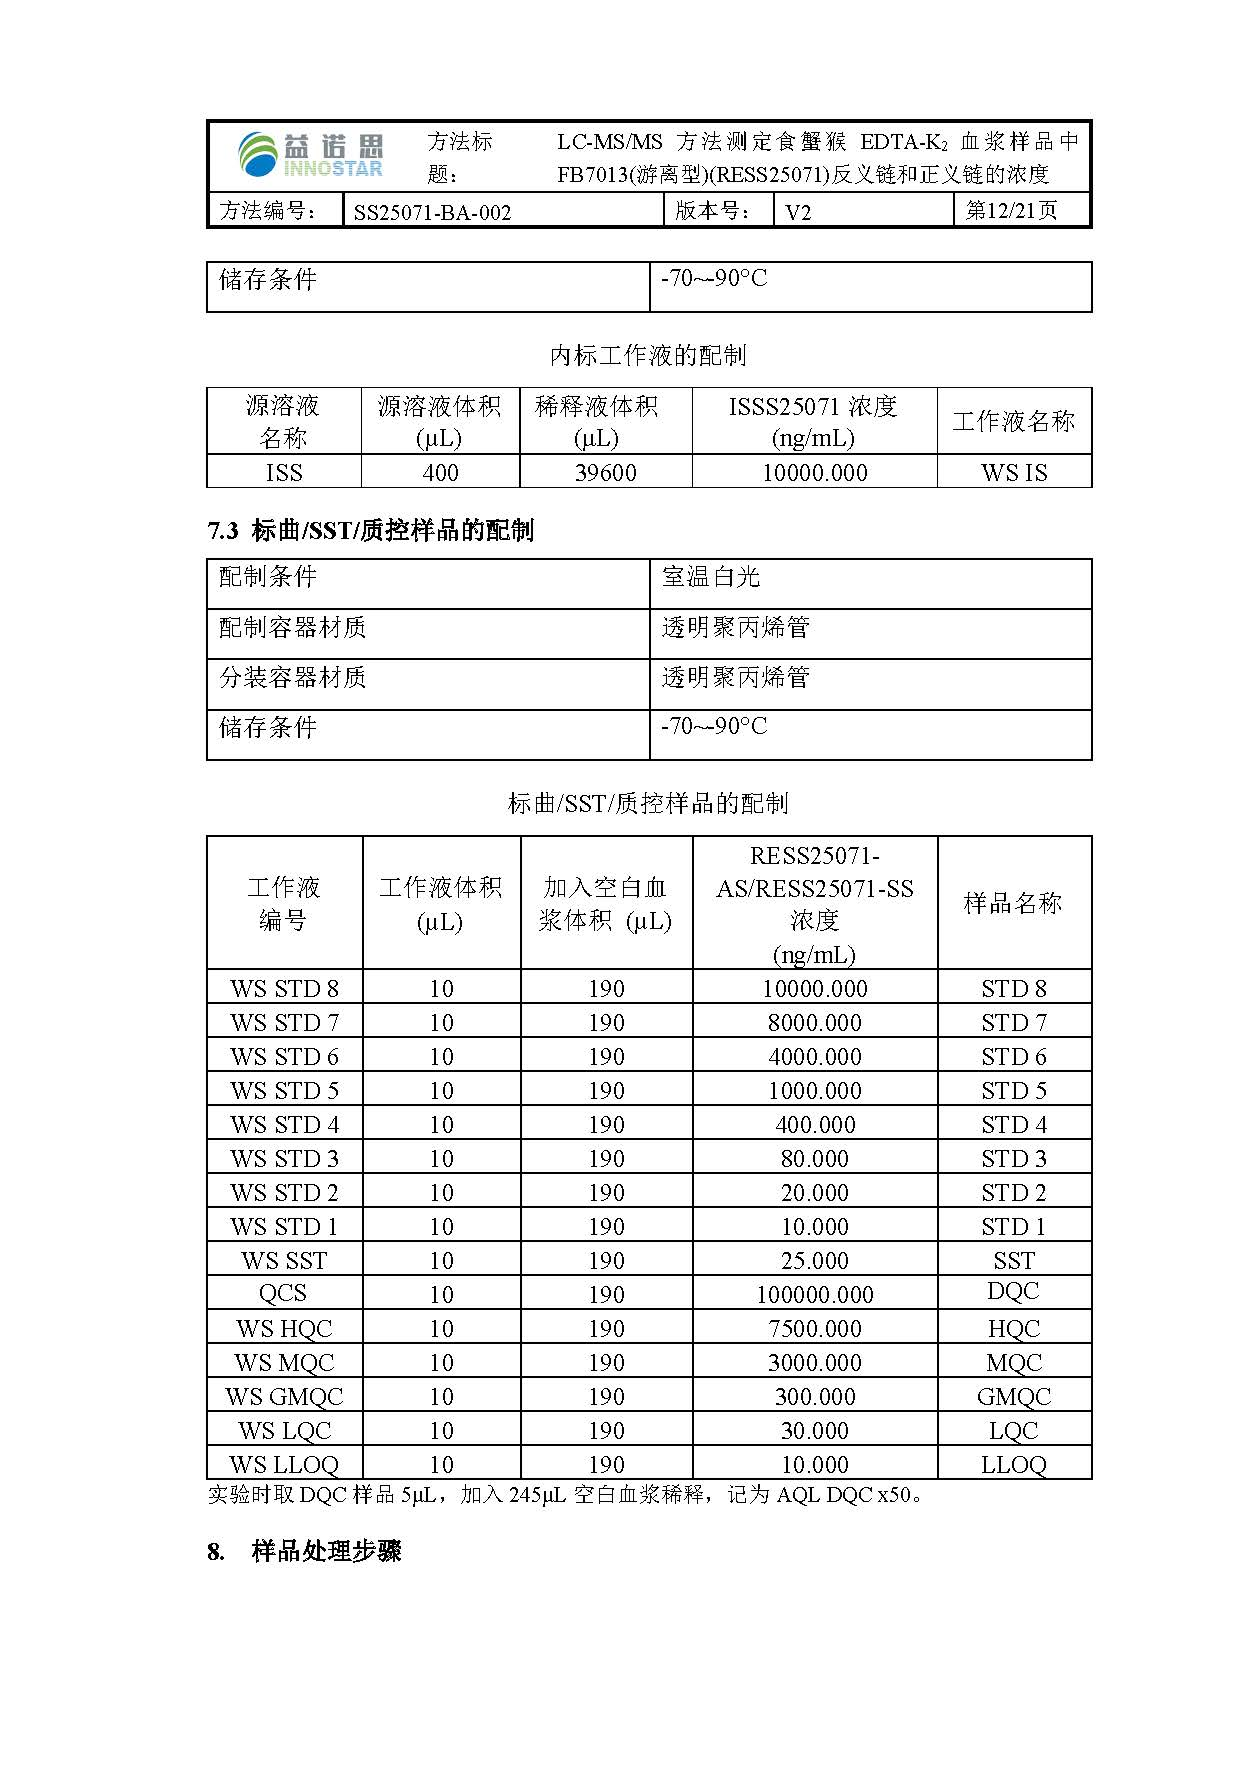 益诺思
INNOSTAR
方法标题：
LC-MS/MS 方法测定食蟹猴 EDTA-K₂ 血浆样品中
FB7013(游离型)(RESS25071)反义链和正义链的浓度
方法编号： SS25071-BA-002 版本号： V2 第12/21页
储存条件 -70~-90°C
内标工作液的配制
源溶液名称 源溶液体积(µL) 稀释液体积(µL) ISSS25071 浓度(ng/mL) 工作液名称
ISS 400 39600 10000.000 WS IS
7.3 标曲/SST/质控样品的配制
配制条件 室温白光
配制容器材质 透明聚丙烯管
分装容器材质 透明聚丙烯管
储存条件 -70~-90°C
标曲/SST/质控样品的配制
工作液编号 工作液体积(µL) 加入空白血浆体积 (µL) RESS25071-AS/RESS25071-SS浓度(ng/mL) 样品名称
WS STD 8 10 190 10000.000 STD 8
WS STD 7 10 190 8000.000 STD 7
WS STD 6 10 190 4000.000 STD 6
WS STD 5 10 190 1000.000 STD 5
WS STD 4 10 190 400.000 STD 4
WS STD 3 10 190 80.000 STD 3
WS STD 2 10 190 20.000 STD 2
WS STD 1 10 190 10.000 STD 1
WS SST 10 190 25.000 SST
QCS 10 190 100000.000 DQC
WS HQC 10 190 7500.000 HQC
WS MQC 10 190 3000.000 MQC
WS GMQC 10 190 300.000 GMQC
WS LQC 10 190 30.000 LQC
WS LLOQ 10 190 10.000 LLOQ
实验时取 DQC 样品 5µL，加入 245µL 空白血浆稀释，记为 AQL DQC x50。
8. 样品处理步骤